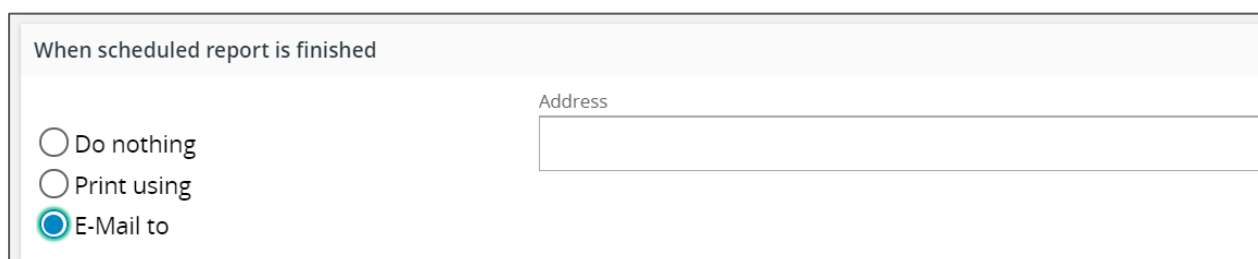 When scheduled report is finished
Address
Do nothing
Print using
E-Mail to